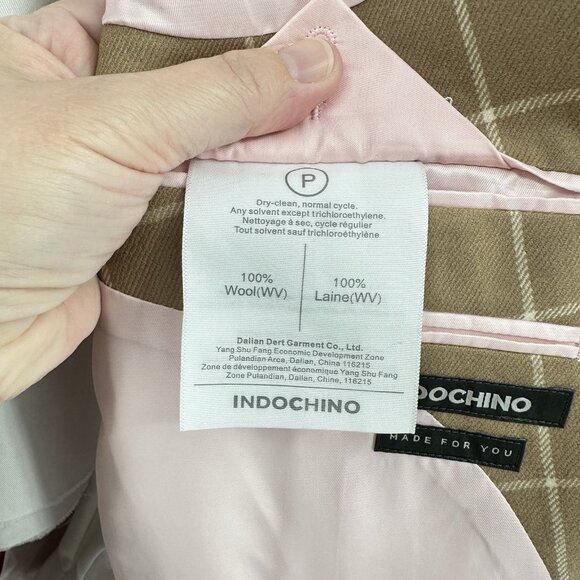 P
Dry-clean, normal cycle.
Any solvent except trichloroethylene.
Nettoyage à sec, cycle régulier
Tout solvent sauf trichloroéthylène
100%
Wool(WV)
100%
Laine(WV)
Dalian Dert Garment Co., Ltd.
Yang Shu Fang Economic Development Zone
Pulandian Area, Dalian, China 116215
Zone de développement économique Yang Shu Fang
Zone Pulandian, Dalian, Chine, 116215
INDOCHINO
DOCHINO
MADE FOR YOU